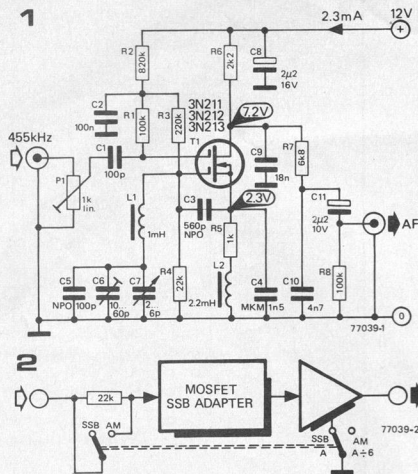 1
2.3mA
12V
R2
820k
R6
2k2
C8
2µ2
16V
C2
100n
R1
100k
R3
220k
3N211
3N212
3N213
T1
7.2V
455kHz
P1
1k
lin.
C1
100p
C9
18n
R7
6k8
C11
2µ2
10V
L1
1mH
C3
560p
NPO
2.3V
R5
1k
AF
C5
NPO 100p
C6
10...
60p
C7
2...
6p
R4
22k
L2
2.2mH
C4
MKM 1n5
C10
4n7
R8
100k
0
77039-1
2
22k
SSB
AM
MOSFET
SSB ADAPTER
77039-2
SSB
A
AM
A÷6